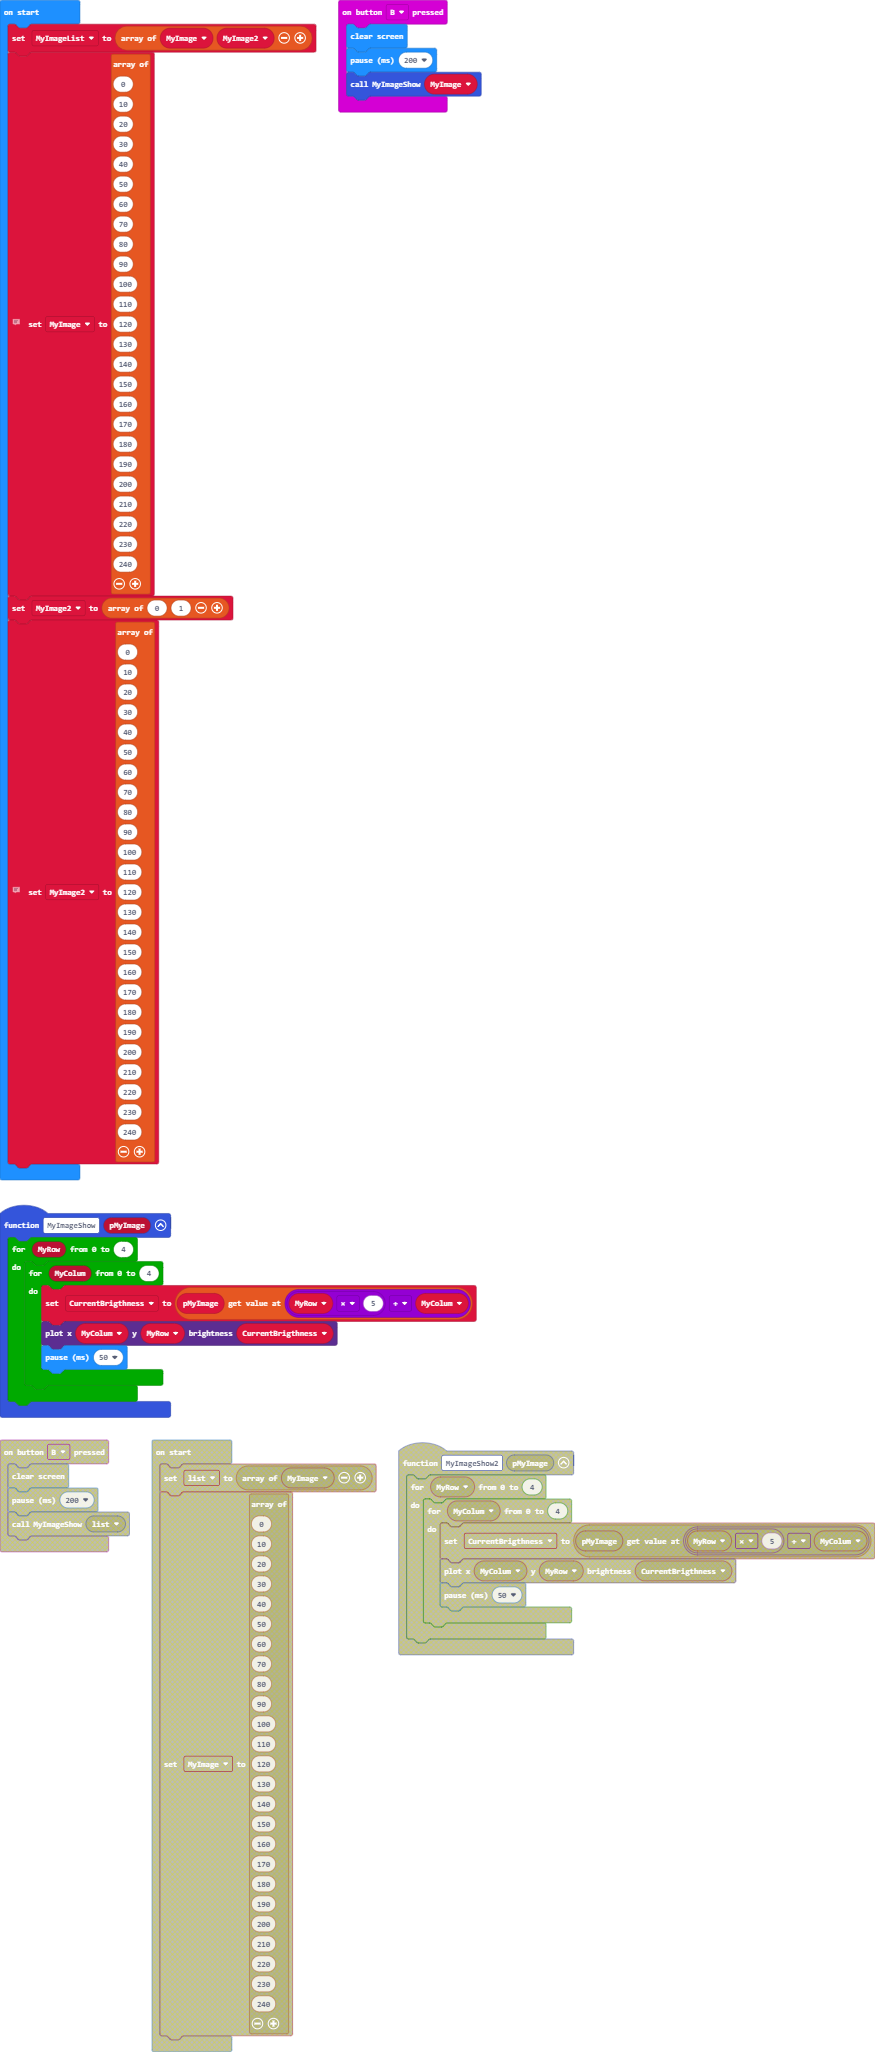 on start
set MyImageList to array of MyImage MyImage2
array of
0
10
20
30
40
50
60
70
80
90
100
110
set MyImage to 120
130
140
150
160
170
180
190
200
210
220
230
240
set MyImage2 to array of 0 1
array of
0
10
20
30
40
50
60
70
80
90
100
110
set MyImage2 to 120
130
140
150
160
170
180
190
200
210
220
230
240
on button B pressed
clear screen
pause (ms) 200
call MyImageShow MyImage
function MyImageShow pMyImage
for MyRow from 0 to 4
do
for MyColum from 0 to 4
do
set CurrentBrigthness to pMyImage get value at MyRow × 5 + MyColum
plot x MyColum y MyRow brightness CurrentBrigthness
pause (ms) 50
on button B pressed
clear screen
pause (ms) 200
call MyImageShow list
on start
set list to array of MyImage
array of
0
10
20
30
40
50
60
70
80
90
100
110
set MyImage to 120
130
140
150
160
170
180
190
200
210
220
230
240
function MyImageShow2 pMyImage
for MyRow from 0 to 4
do
for MyColum from 0 to 4
do
set CurrentBrigthness to pMyImage get value at MyRow × 5 + MyColum
plot x MyColum y MyRow brightness CurrentBrigthness
pause (ms) 50